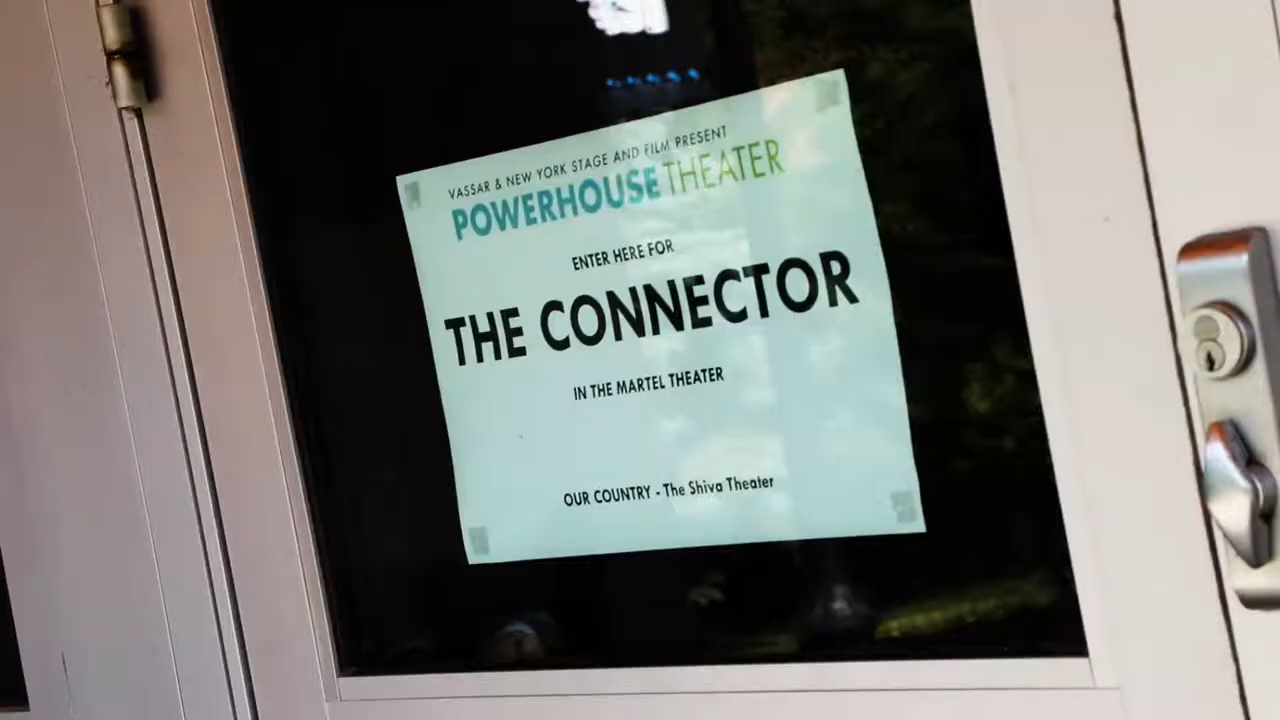 VASSAR & NEW YORK STAGE AND FILM PRESENT
POWERHOUSE THEATER
ENTER HERE FOR
THE CONNECTOR
IN THE MARTEL THEATER
OUR COUNTRY - The Shiva Theater